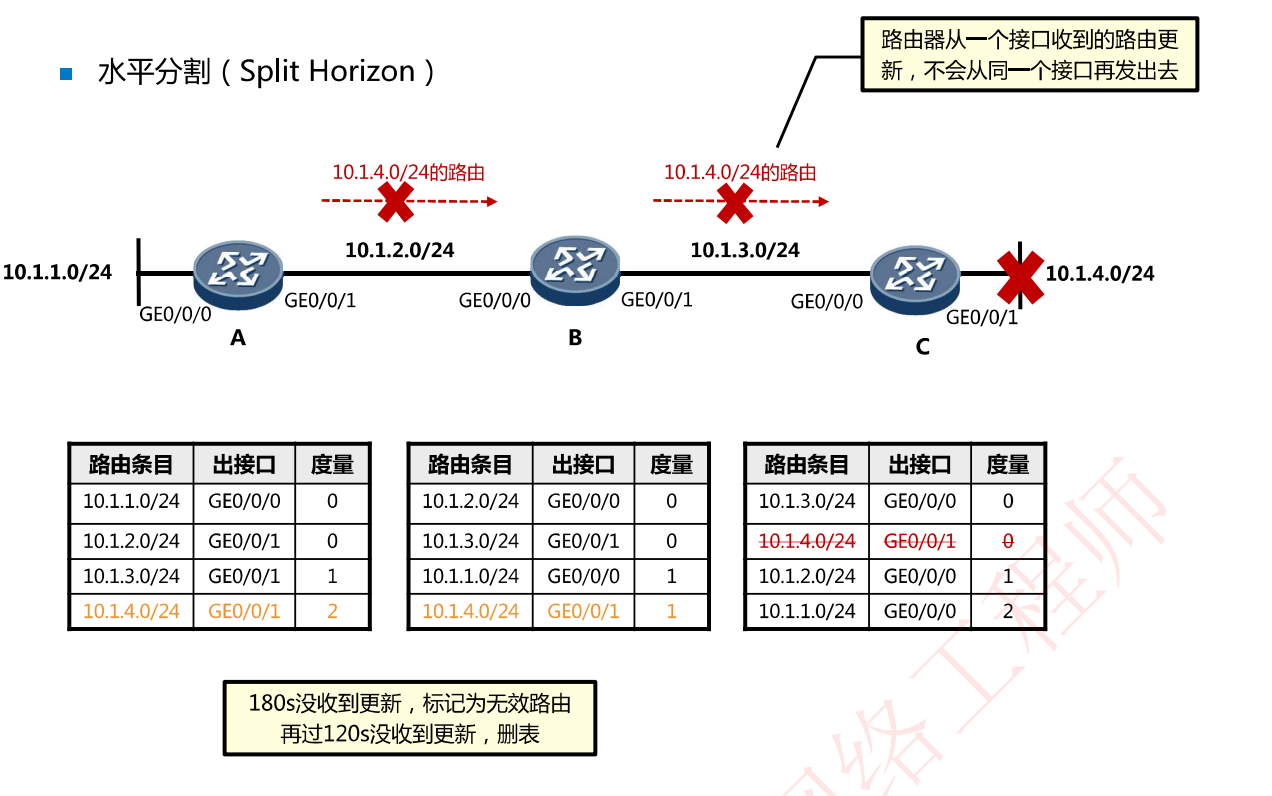 水平分割（Split Horizon）
路由器从一个接口收到的路由更
新，不会从同一个接口再发出去
10.1.4.0/24的路由
10.1.4.0/24的路由
10.1.2.0/24
10.1.3.0/24
10.1.1.0/24
10.1.4.0/24
GE0/0/0
GE0/0/1
GE0/0/0
GE0/0/1
GE0/0/0
GE0/0/1
A
B
C
路由条目 出接口 度量
10.1.1.0/24 GE0/0/0 0
10.1.2.0/24 GE0/0/1 0
10.1.3.0/24 GE0/0/1 1
10.1.4.0/24 GE0/0/1 2
路由条目 出接口 度量
10.1.2.0/24 GE0/0/0 0
10.1.3.0/24 GE0/0/1 0
10.1.1.0/24 GE0/0/0 1
10.1.4.0/24 GE0/0/1 1
路由条目 出接口 度量
10.1.3.0/24 GE0/0/0 0
10.1.4.0/24 GE0/0/1 0
10.1.2.0/24 GE0/0/0 1
10.1.1.0/24 GE0/0/0 2
180s没收到更新，标记为无效路由
再过120s没收到更新，删表
网络工程师